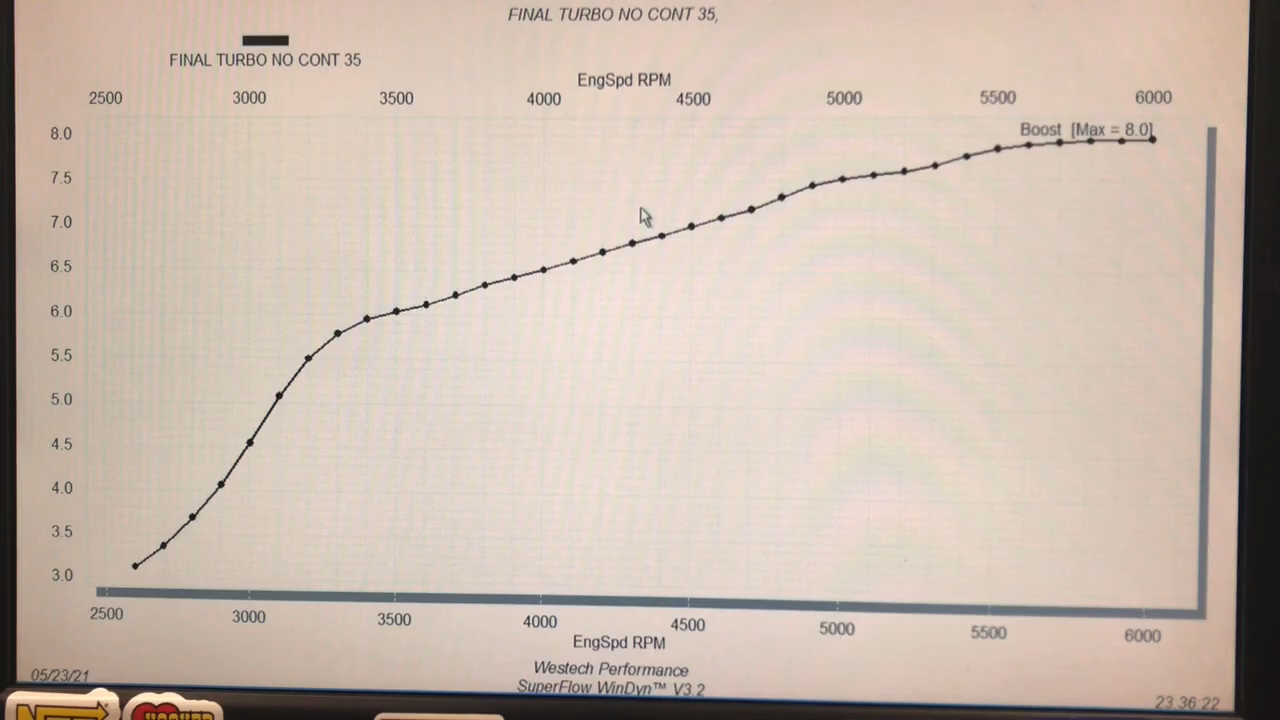 FINAL TURBO NO CONT 35,
FINAL TURBO NO CONT 35
EngSpd RPM
2500 3000 3500 4000 4500 5000 5500 6000
Boost [Max = 8.0]
8.0
7.5
7.0
6.5
6.0
5.5
5.0
4.5
4.0
3.5
3.0
2500 3000 3500 4000 4500 5000 5500 6000
EngSpd RPM
Westech Performance
05/23/21
SuperFlow WinDyn™ V3.2
23:36:22